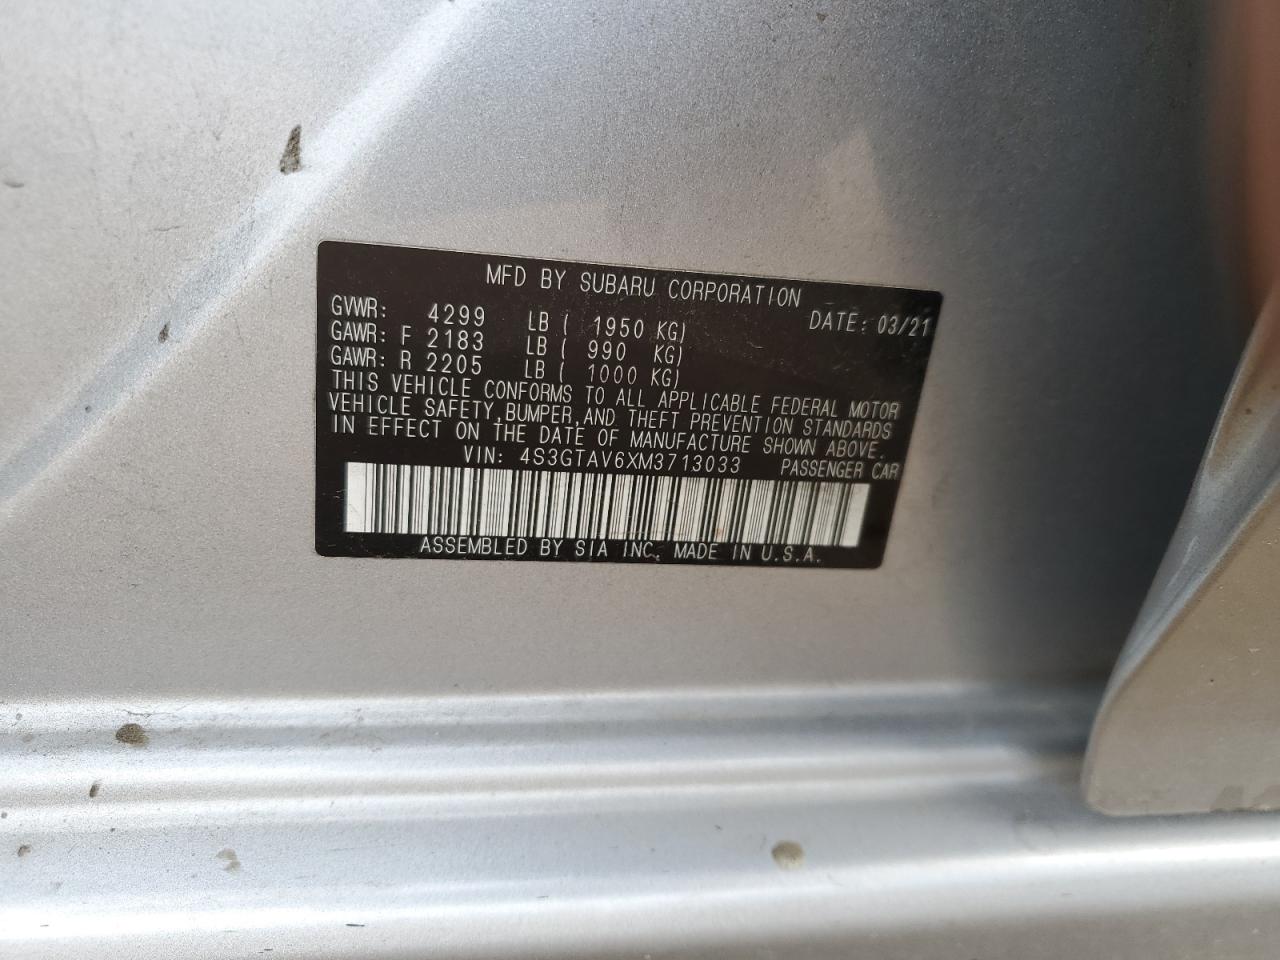 MFD BY SUBARU CORPORATION
GVWR: 4299 LB ( 1950 KG) DATE: 03/21
GAWR: F 2183 LB ( 990 KG)
GAWR: R 2205 LB ( 1000 KG)
THIS VEHICLE CONFORMS TO ALL APPLICABLE FEDERAL MOTOR
VEHICLE SAFETY, BUMPER, AND THEFT PREVENTION STANDARDS
IN EFFECT ON THE DATE OF MANUFACTURE SHOWN ABOVE.
VIN: 4S3GTAV6XM3713033 PASSENGER CAR
ASSEMBLED BY SIA INC. MADE IN U.S.A.